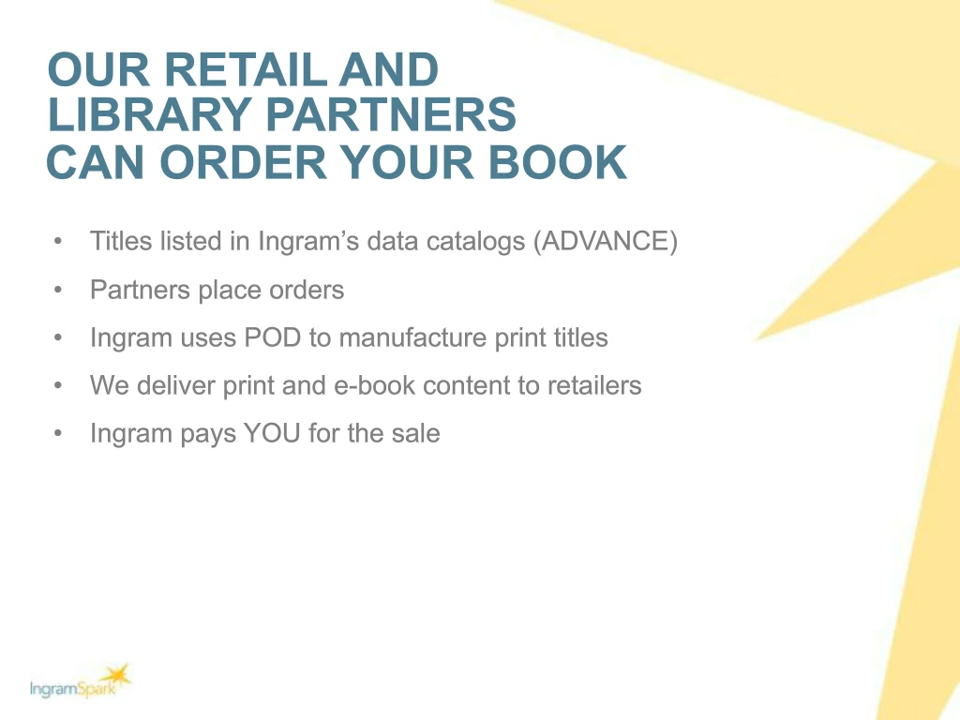 OUR RETAIL AND
LIBRARY PARTNERS
CAN ORDER YOUR BOOK
• Titles listed in Ingram’s data catalogs (ADVANCE)
• Partners place orders
• Ingram uses POD to manufacture print titles
• We deliver print and e-book content to retailers
• Ingram pays YOU for the sale
IngramSpark